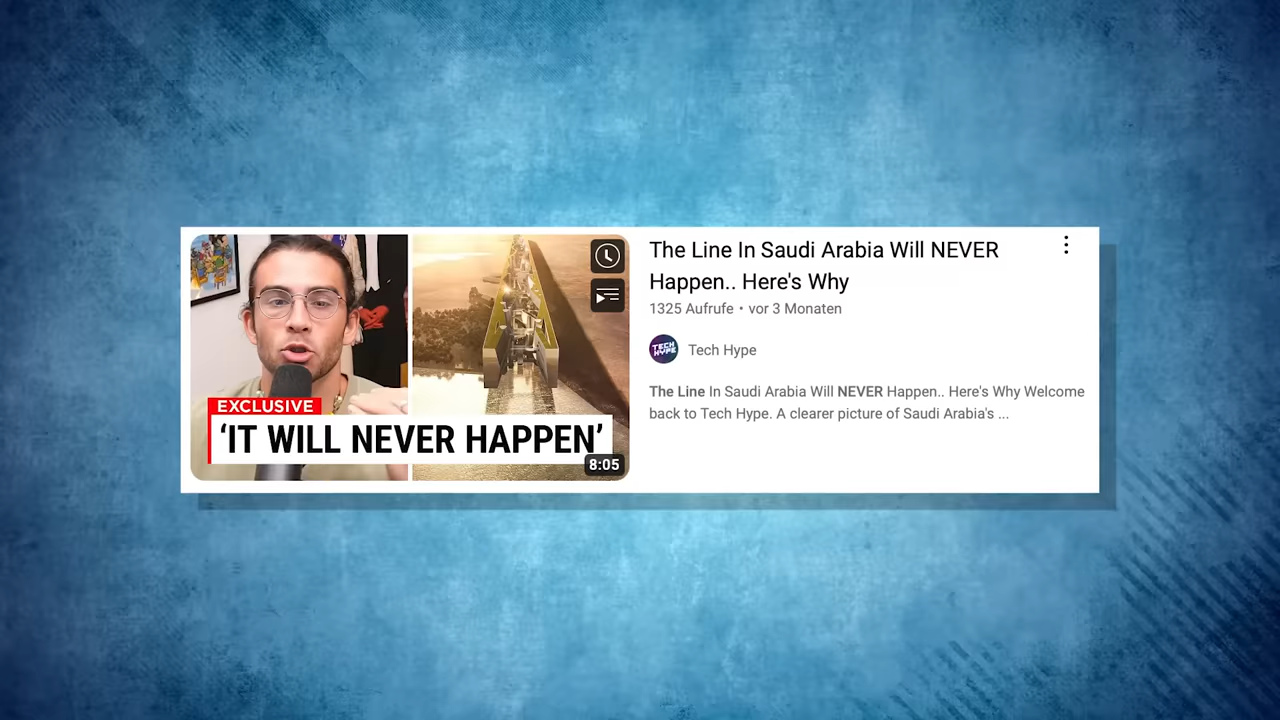 EXCLUSIVE
‘IT WILL NEVER HAPPEN’
8:05
The Line In Saudi Arabia Will NEVER
Happen.. Here's Why
1325 Aufrufe • vor 3 Monaten
TECH
HYPE
Tech Hype
The Line In Saudi Arabia Will NEVER Happen.. Here's Why Welcome
back to Tech Hype. A clearer picture of Saudi Arabia's ...